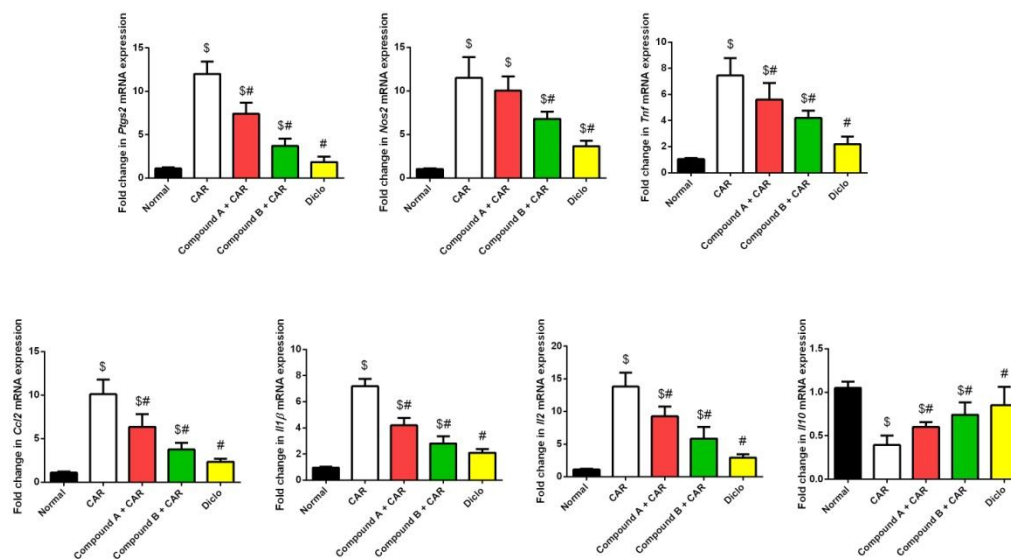 Fold change in Ptgs2 mRNA expression
15
10
5
0
$
$#
$#
#
Normal
CAR
Compound A + CAR
Compound B + CAR
Diclo
Fold change in Nos2 mRNA expression
15
10
5
0
$
$
$#
$#
Normal
CAR
Compound A + CAR
Compound B + CAR
Diclo
Fold change in Tnf mRNA expression
10
8
6
4
2
0
$
$#
$#
#
Normal
CAR
Compound A + CAR
Compound B + CAR
Diclo
Fold change in Ccl2 mRNA expression
15
10
5
0
$
$#
$#
#
Normal
CAR
Compound A + CAR
Compound B + CAR
Diclo
Fold change in Il1β mRNA expression
10
8
6
4
2
0
$
$#
$#
#
Normal
CAR
Compound A + CAR
Compound B + CAR
Diclo
Fold change in Il2 mRNA expression
20
15
10
5
0
$
$#
$#
#
Normal
CAR
Compound A + CAR
Compound B + CAR
Diclo
Fold change in Il10 mRNA expression
1.5
1.0
0.5
0.0
$
$#
$#
#
Normal
CAR
Compound A + CAR
Compound B + CAR
Diclo